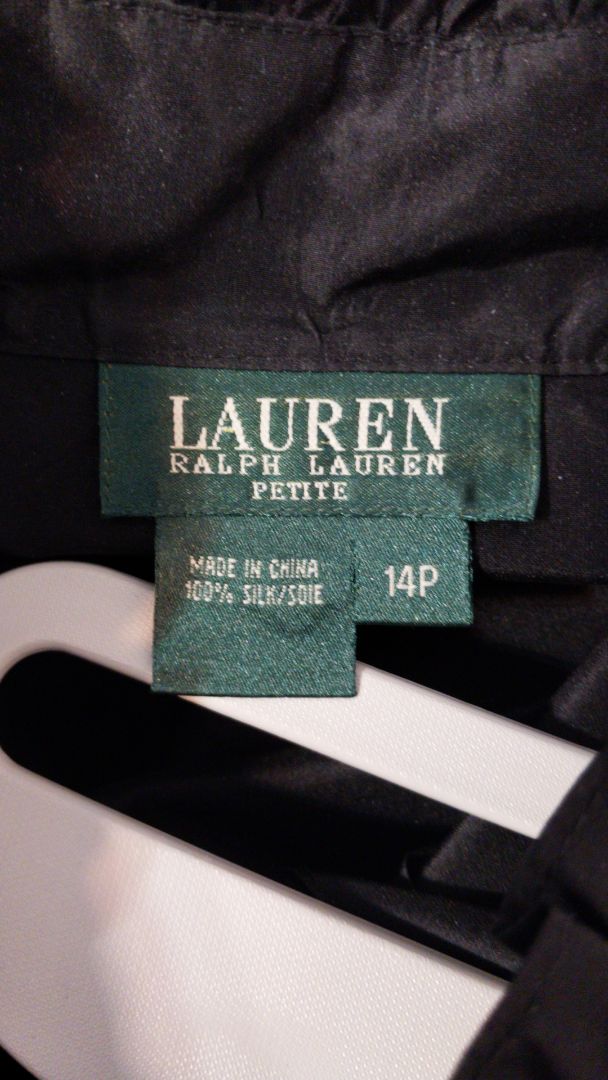 LAUREN
RALPH LAUREN
PETITE
MADE IN CHINA
100% SILK/SOIE
14P